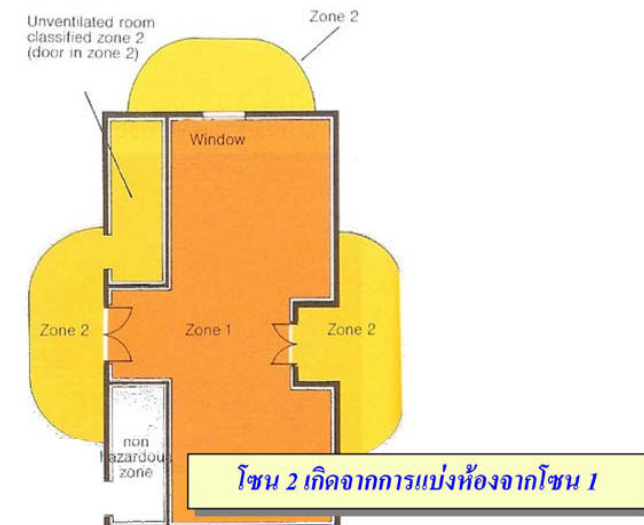 Unventilated room
classified zone 2
(door in zone 2)
Zone 2
Window
Zone 2
Zone 1
Zone 2
non
hazardous
zone
โซน 2 เกิดจากการแบ่งห้องจากโซน 1